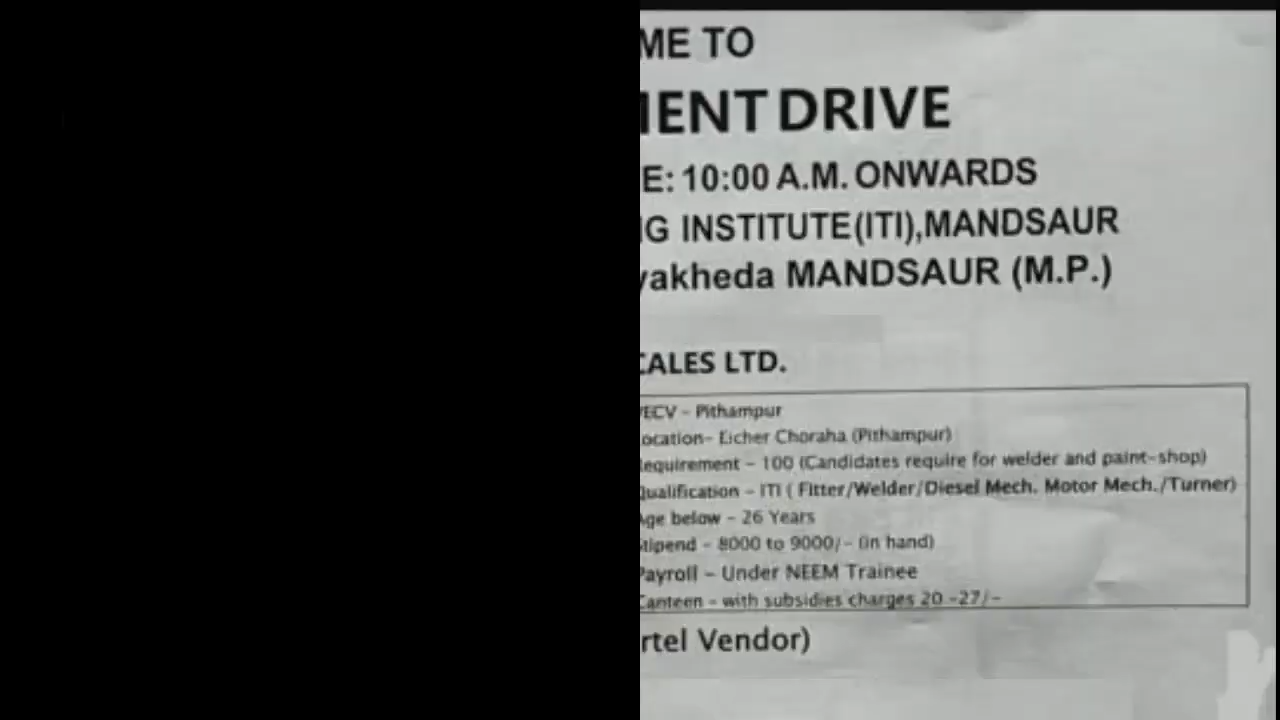 ME TO
MENT DRIVE
E: 10:00 A.M. ONWARDS
G INSTITUTE(ITI),MANDSAUR
yakheda MANDSAUR (M.P.)
CALES LTD.
VECV - Pithampur
ocation- Eicher Choraha (Pithampur)
Requirement - 100 (Candidates require for welder and paint-shop)
Qualification - ITI ( Fitter/Welder/Diesel Mech. Motor Mech./Turner)
Age below - 26 Years
Stipend - 8000 to 9000/- (in hand)
Payroll - Under NEEM Trainee
Canteen - with subsidies charges 20 -27/-
rtel Vendor)